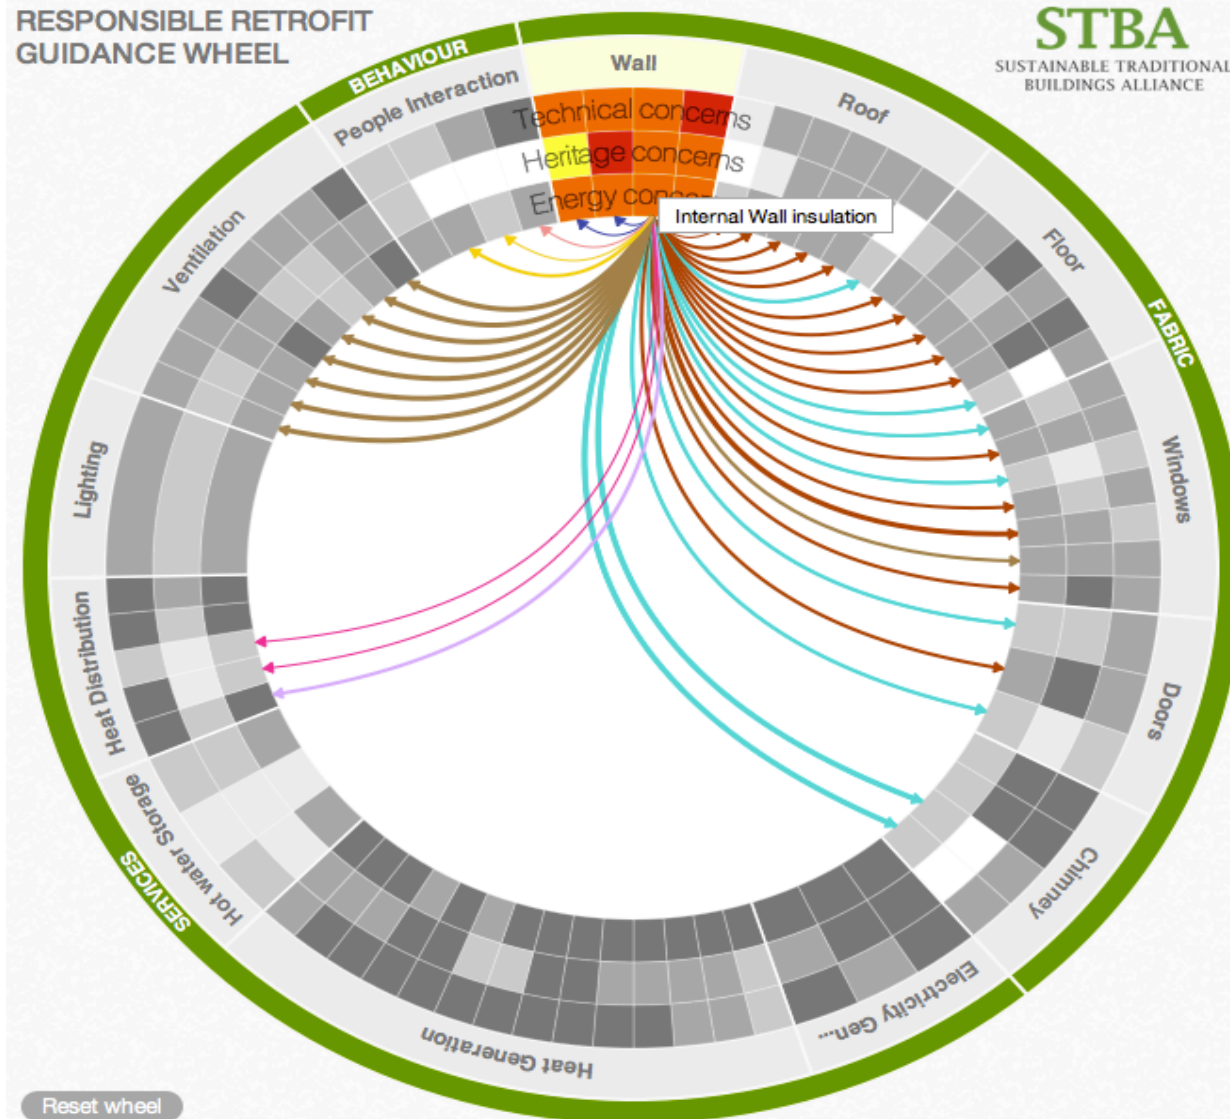 RESPONSIBLE RETROFIT
GUIDANCE WHEEL
STBA
SUSTAINABLE TRADITIONAL
BUILDINGS ALLIANCE
BEHAVIOUR
People Interaction
Wall
Roof
Technical concerns
Heritage concerns
Energy conce
Internal Wall insulation
Ventilation
Floor
FABRIC
Lighting
Windows
Heat Distribution
Doors
Hot water Storage
Chimney
SERVICES
Electricity Gen...
Heat Generation
Reset wheel